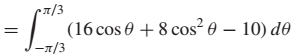 = ∫_{−π/3}^{π/3} (16 cos θ + 8 cos² θ − 10) dθ